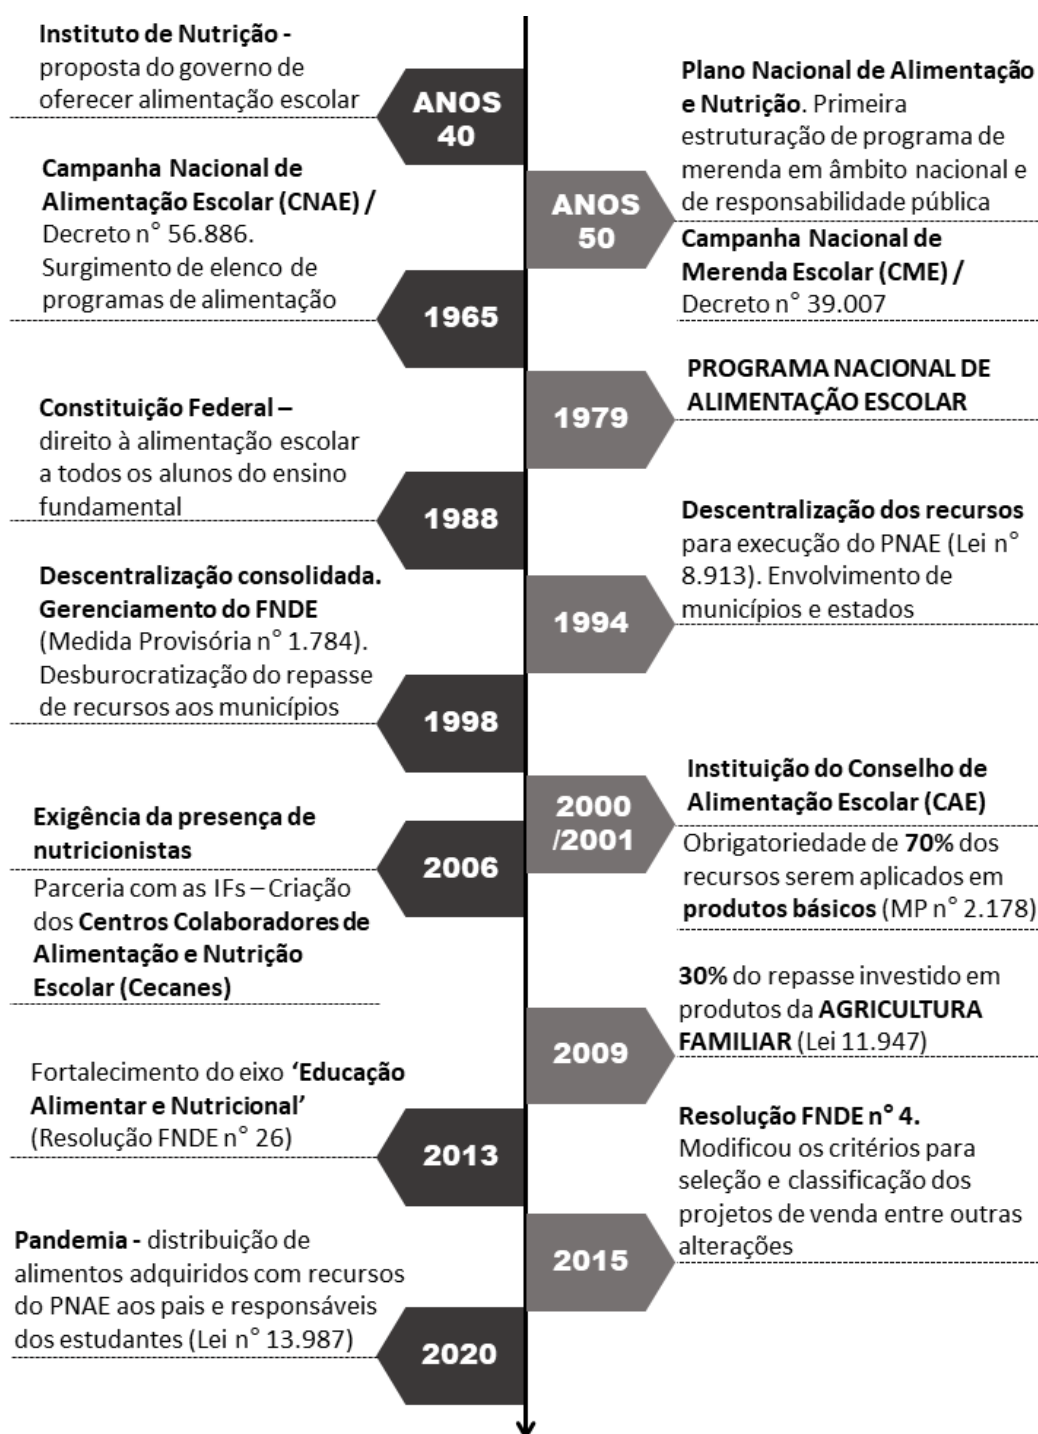 Instituto de Nutrição -
proposta do governo de
oferecer alimentação escolar
ANOS
40
Plano Nacional de Alimentação
e Nutrição. Primeira
estruturação de programa de
merenda em âmbito nacional e
de responsabilidade pública
ANOS
50
Campanha Nacional de
Merenda Escolar (CME) /
Decreto n° 39.007
Campanha Nacional de
Alimentação Escolar (CNAE) /
Decreto n° 56.886.
Surgimento de elenco de
programas de alimentação
1965
PROGRAMA NACIONAL DE
ALIMENTAÇÃO ESCOLAR
1979
Constituição Federal –
direito à alimentação escolar
a todos os alunos do ensino
fundamental
1988
Descentralização dos recursos
para execução do PNAE (Lei n°
8.913). Envolvimento de
municípios e estados
1994
Descentralização consolidada.
Gerenciamento do FNDE
(Medida Provisória n° 1.784).
Desburocratização do repasse
de recursos aos municípios
1998
Instituição do Conselho de
Alimentação Escolar (CAE)
2000
/2001
Obrigatoriedade de 70% dos
recursos serem aplicados em
produtos básicos (MP n° 2.178)
Exigência da presença de
nutricionistas
2006
Parceria com as IFs – Criação
dos Centros Colaboradores de
Alimentação e Nutrição
Escolar (Cecanes)
30% do repasse investido em
produtos da AGRICULTURA
FAMILIAR (Lei 11.947)
2009
Fortalecimento do eixo ‘Educação
Alimentar e Nutricional’
(Resolução FNDE n° 26)
2013
Resolução FNDE n° 4.
Modificou os critérios para
seleção e classificação dos
projetos de venda entre outras
alterações
2015
Pandemia - distribuição de
alimentos adquiridos com recursos
do PNAE aos pais e responsáveis
dos estudantes (Lei n° 13.987)
2020